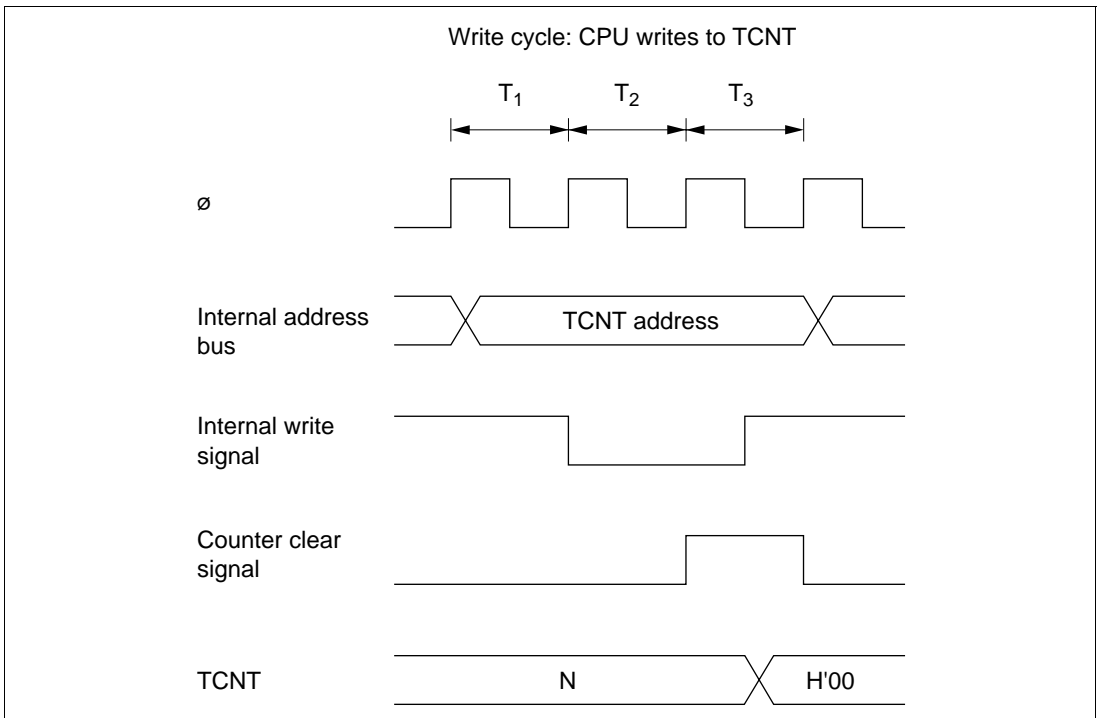 Write cycle: CPU writes to TCNT
T1 T2 T3
ø
Internal address
bus
TCNT address
Internal write
signal
Counter clear
signal
TCNT N H'00